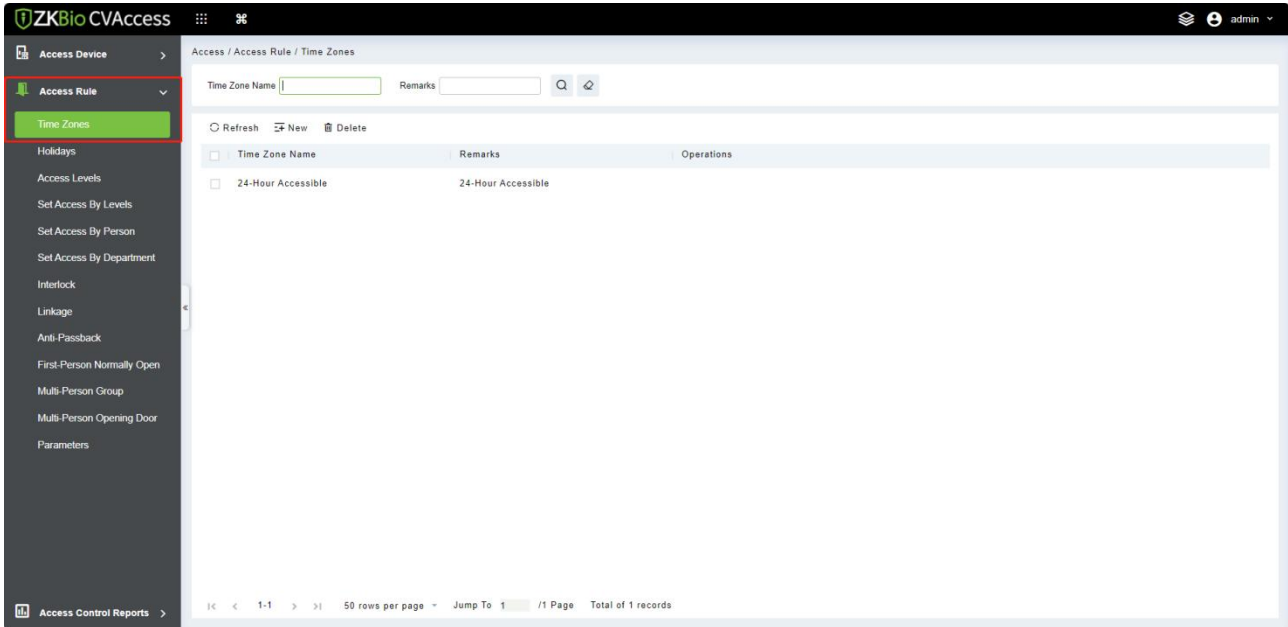 ZKBio CVAccess
admin
Access Device
Access Rule
Time Zones
Holidays
Access Levels
Set Access By Levels
Set Access By Person
Set Access By Department
Interlock
Linkage
Anti-Passback
First-Person Normally Open
Multi-Person Group
Multi-Person Opening Door
Parameters
Access Control Reports
Access / Access Rule / Time Zones
Time Zone Name Remarks
Refresh New Delete
Time Zone Name Remarks Operations
24-Hour Accessible 24-Hour Accessible
1-1 50 rows per page Jump To 1 /1 Page Total of 1 records